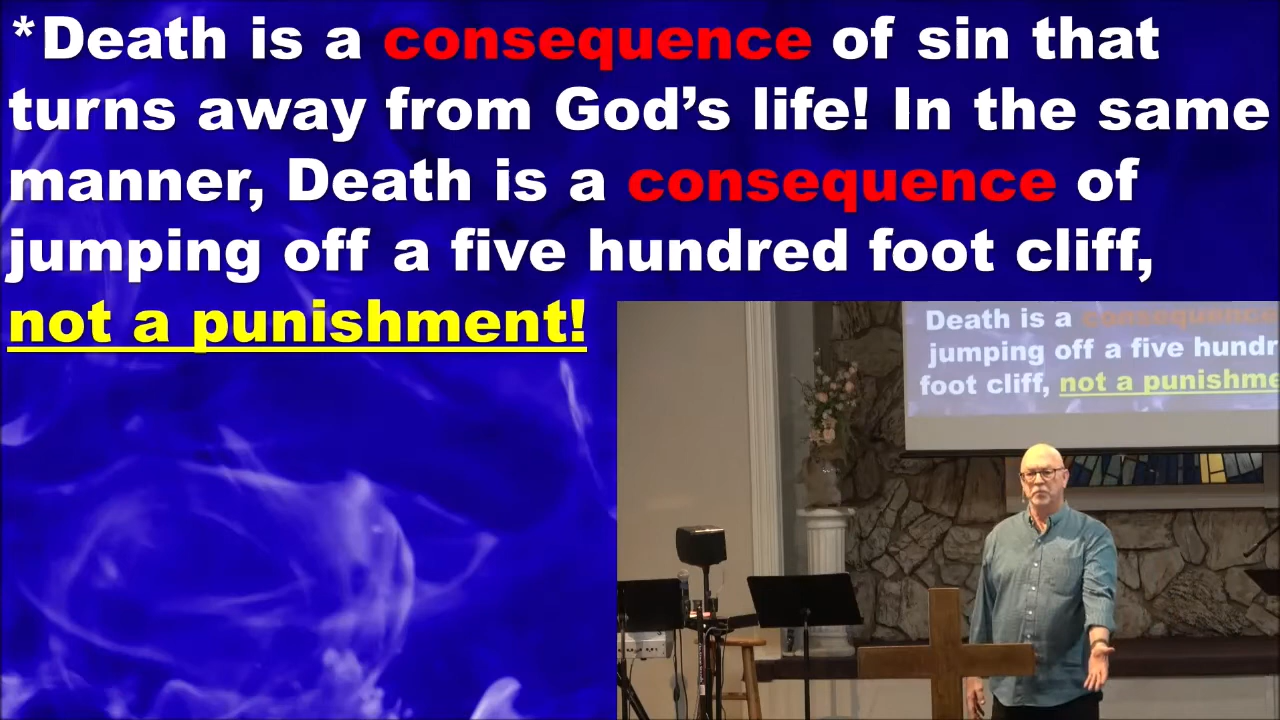 *Death is a consequence of sin that
turns away from God’s life! In the same
manner, Death is a consequence of
jumping off a five hundred foot cliff,
not a punishment!
Death is a
jumping off a five hundr
foot cliff, not a punishme